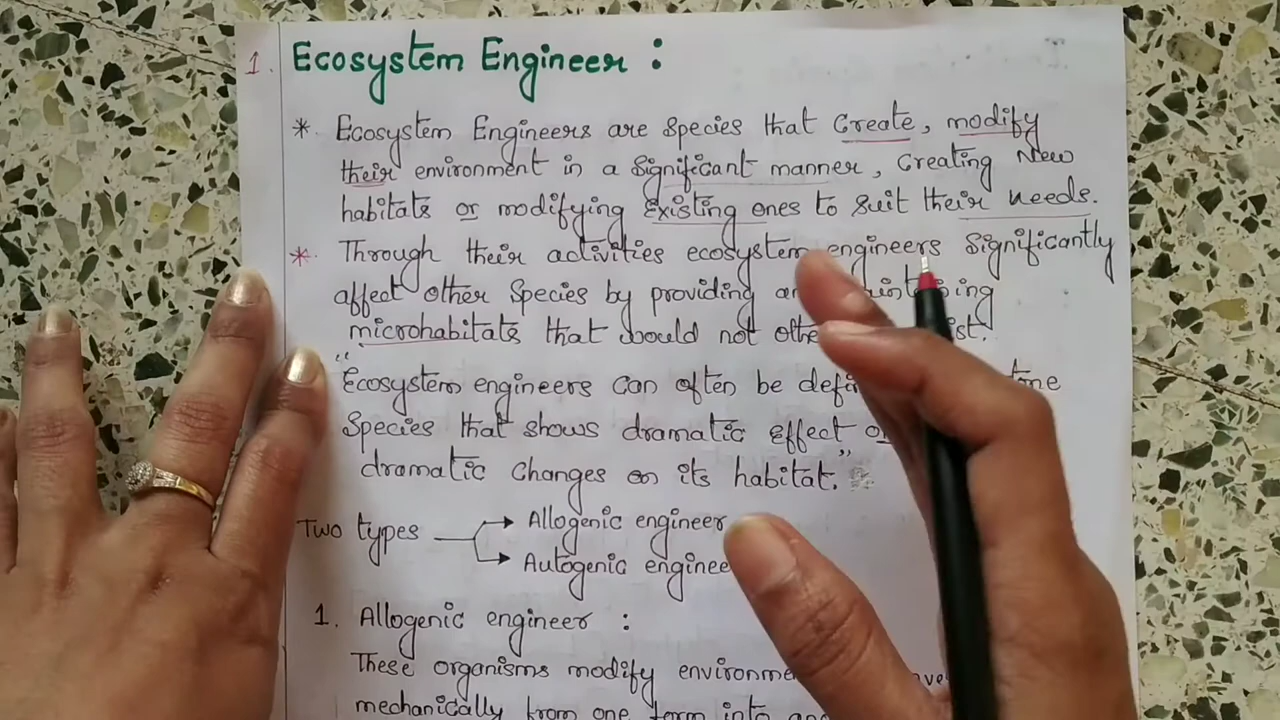 1. Ecosystem Engineer :
* Ecosystem Engineers are Species that Create, modify
their environment in a Significant manner, Creating New
habitats or modifying Existing ones to Suit their needs.
* Through their activities ecosystem engineers Significantly
affect other Species by providing
microhabitats that would not
"Ecosystem engineers Can often be
Species that shows dramatic Effect
dramatic Changes on its habitat."
Two types → Allogenic engineer
→ Autogenic
1. Allogenic engineer :
These organisms modify
mechanically from one form into